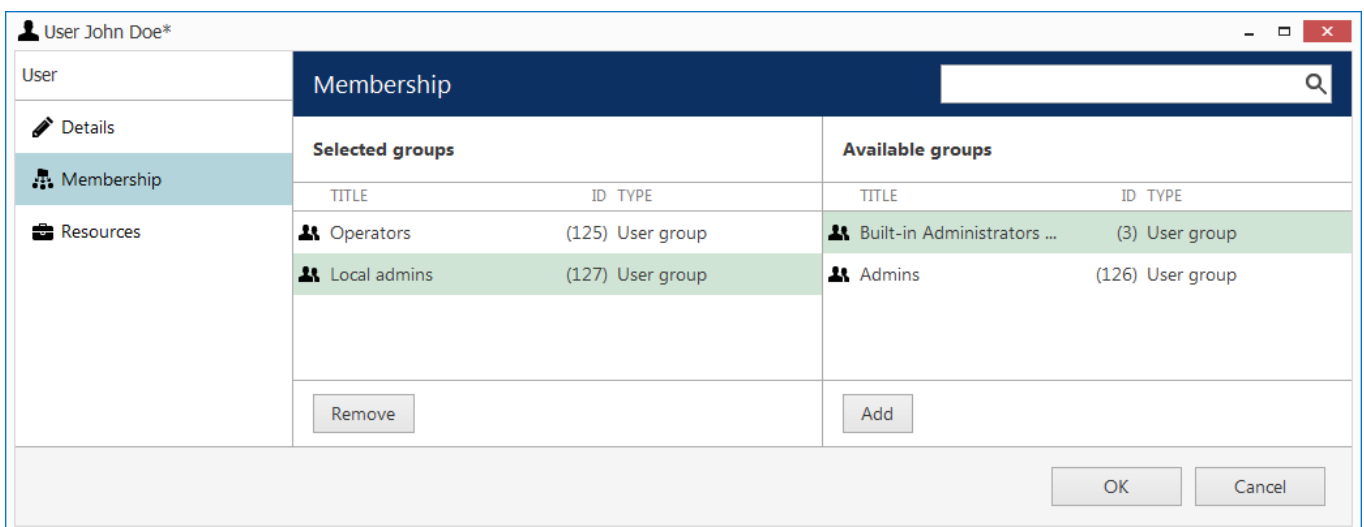 User John Doe*
User
Details
Membership
Resources
Membership
Selected groups
TITLE ID TYPE
Operators (125) User group
Local admins (127) User group
Remove
Available groups
TITLE ID TYPE
Built-in Administrators ... (3) User group
Admins (126) User group
Add
OK Cancel